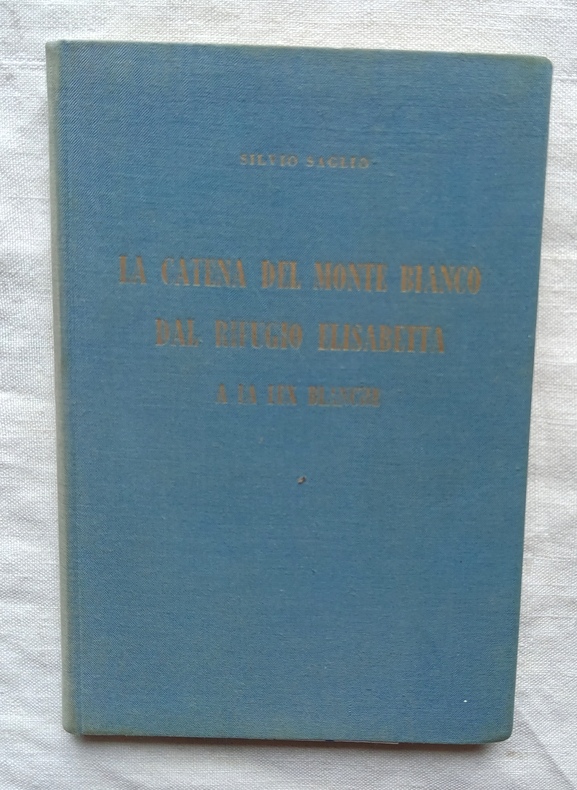 SILVIO SAGLIO
LA CATENA DEL MONTE BIANCO
DAL RIFUGIO ELISABETTA
A LA LEX BLANCHE